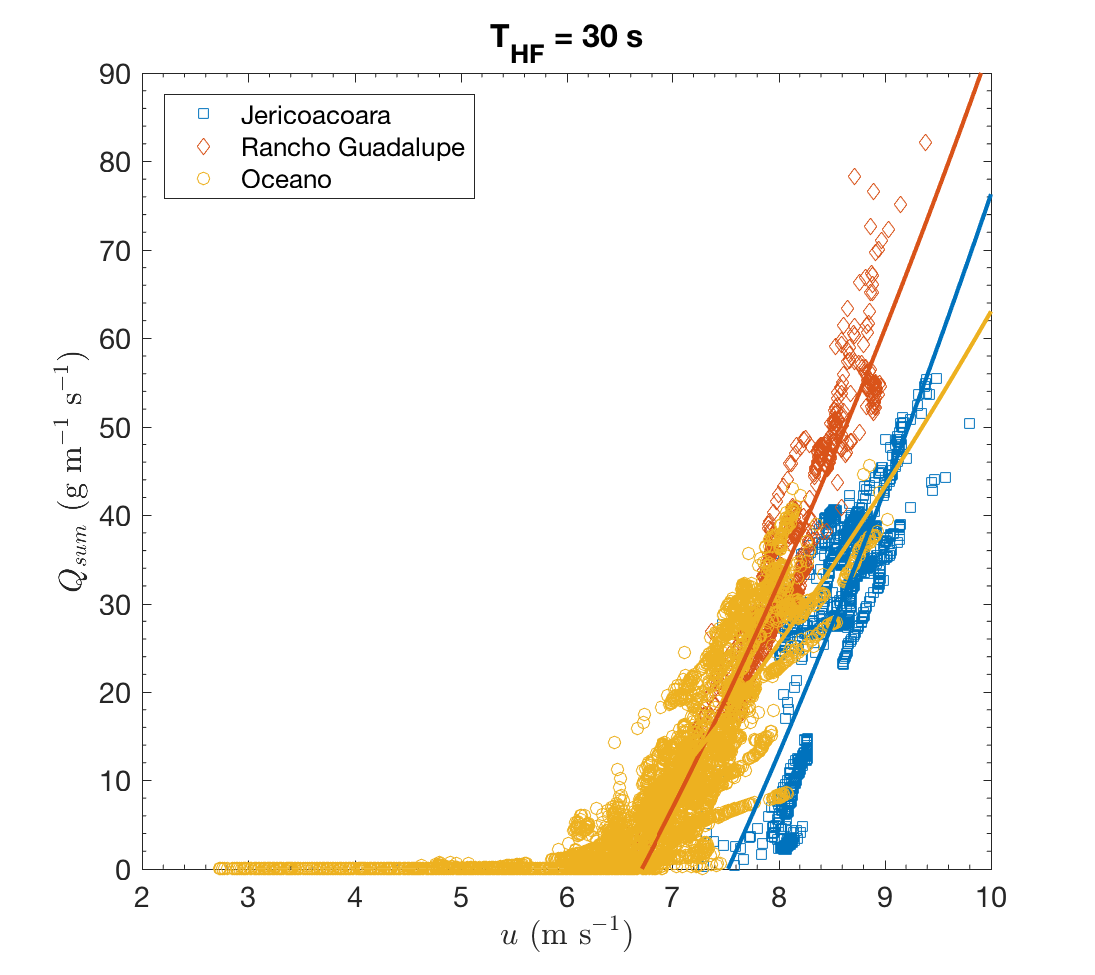 T_HF = 30 s
90
80
70
60
50
40
30
20
10
0
Q_sum (g m⁻¹ s⁻¹)
Jericoacoara
Rancho Guadalupe
Oceano
2 3 4 5 6 7 8 9 10
u (m s⁻¹)